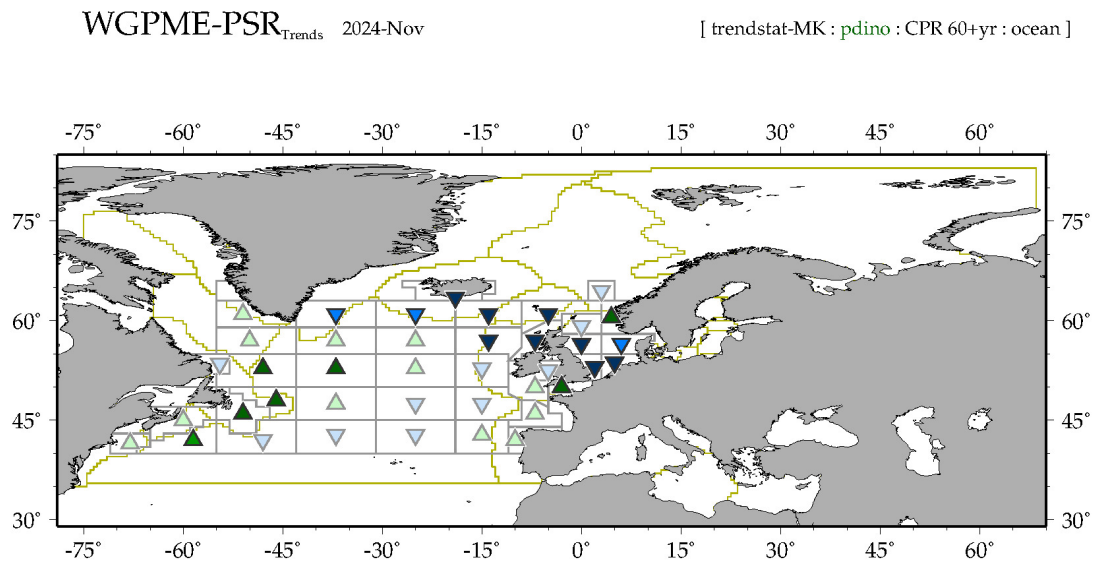 WGPME-PSR Trends 2024-Nov [ trendstat-MK : pdino : CPR 60+yr : ocean ]
-75° -60° -45° -30° -15° 0° 15° 30° 45° 60°
75° 75°
60° 60°
45° 45°
30° 30°
-75° -60° -45° -30° -15° 0° 15° 30° 45° 60°